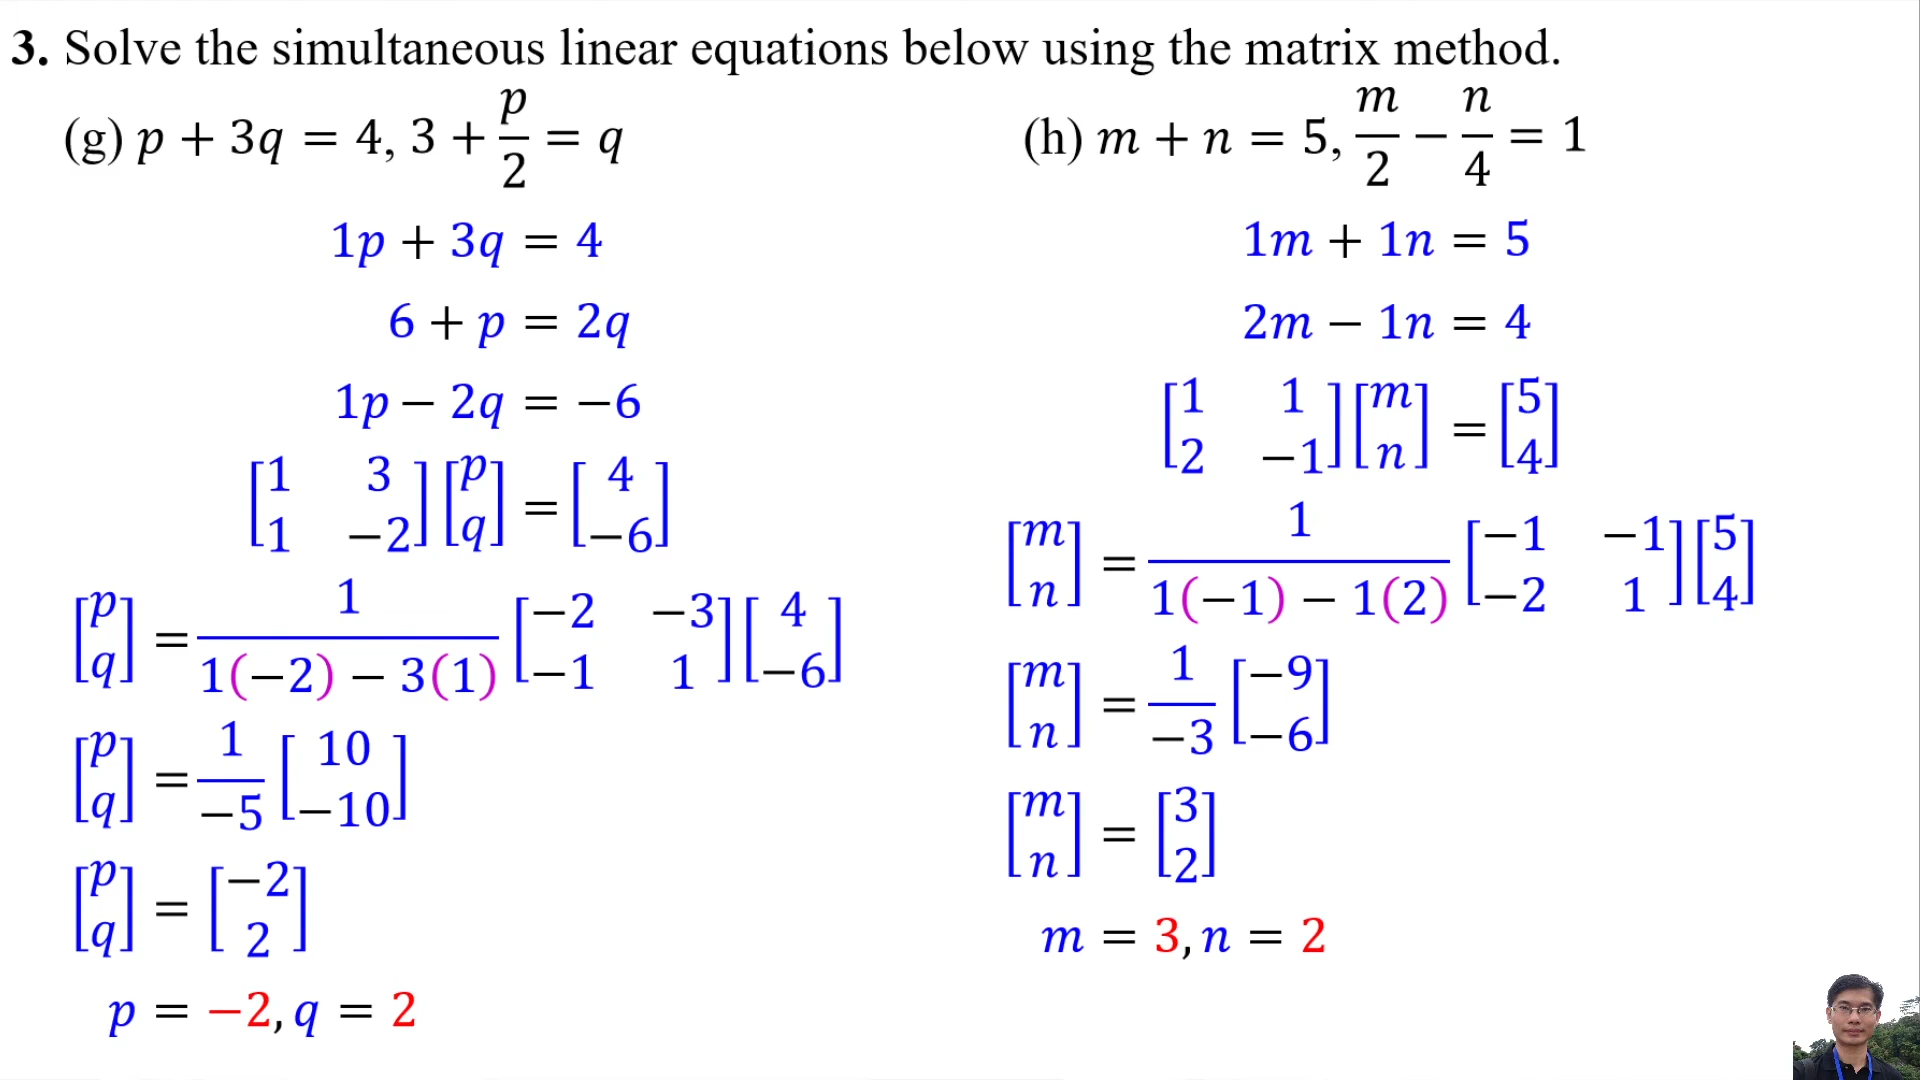 3. Solve the simultaneous linear equations below using the matrix method.
(g) p + 3q = 4, 3 + p/2 = q
1p + 3q = 4
6 + p = 2q
1p − 2q = −6
[1 3; 1 −2] [p; q] = [4; −6]
[p; q] = 1/(1(−2) − 3(1)) [−2 −3; −1 1] [4; −6]
[p; q] = 1/−5 [10; −10]
[p; q] = [−2; 2]
p = −2, q = 2
(h) m + n = 5, m/2 − n/4 = 1
1m + 1n = 5
2m − 1n = 4
[1 1; 2 −1] [m; n] = [5; 4]
[m; n] = 1/(1(−1) − 1(2)) [−1 −1; −2 1] [5; 4]
[m; n] = 1/−3 [−9; −6]
[m; n] = [3; 2]
m = 3, n = 2